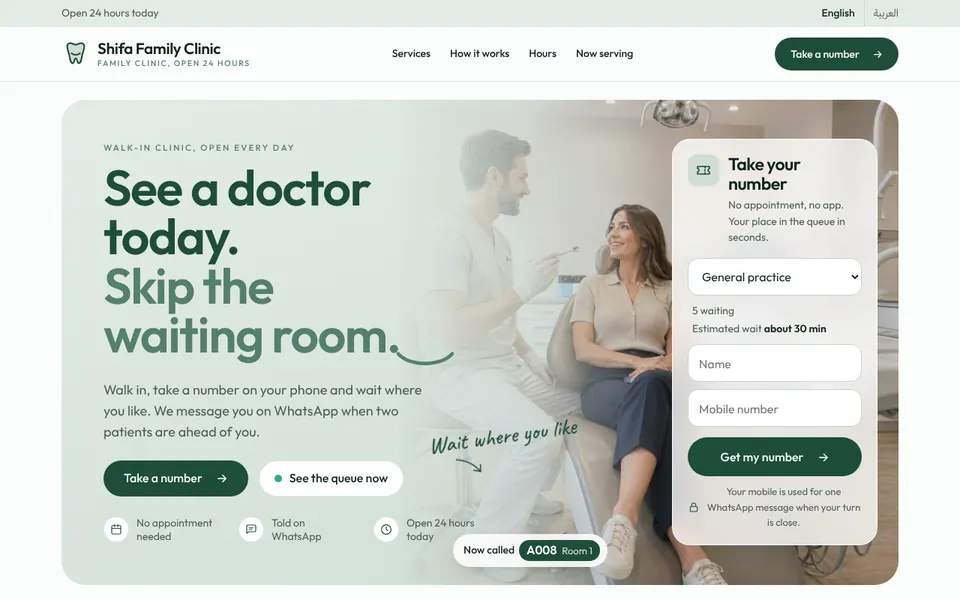 Open 24 hours today
English
العربية
Shifa Family Clinic
FAMILY CLINIC, OPEN 24 HOURS
Services
How it works
Hours
Now serving
Take a number
WALK-IN CLINIC, OPEN EVERY DAY
See a doctor
today.
Skip the
waiting room.
Walk in, take a number on your phone and wait where
you like. We message you on WhatsApp when two
patients are ahead of you.
Take a number
See the queue now
No appointment
needed
Told on
WhatsApp
Open 24 hours
today
Wait where you like
Now called A008 Room 1
Take your
number
No appointment, no app.
Your place in the queue in
seconds.
General practice
5 waiting
Estimated wait about 30 min
Name
Mobile number
Get my number
Your mobile is used for one
WhatsApp message when your turn
is close.